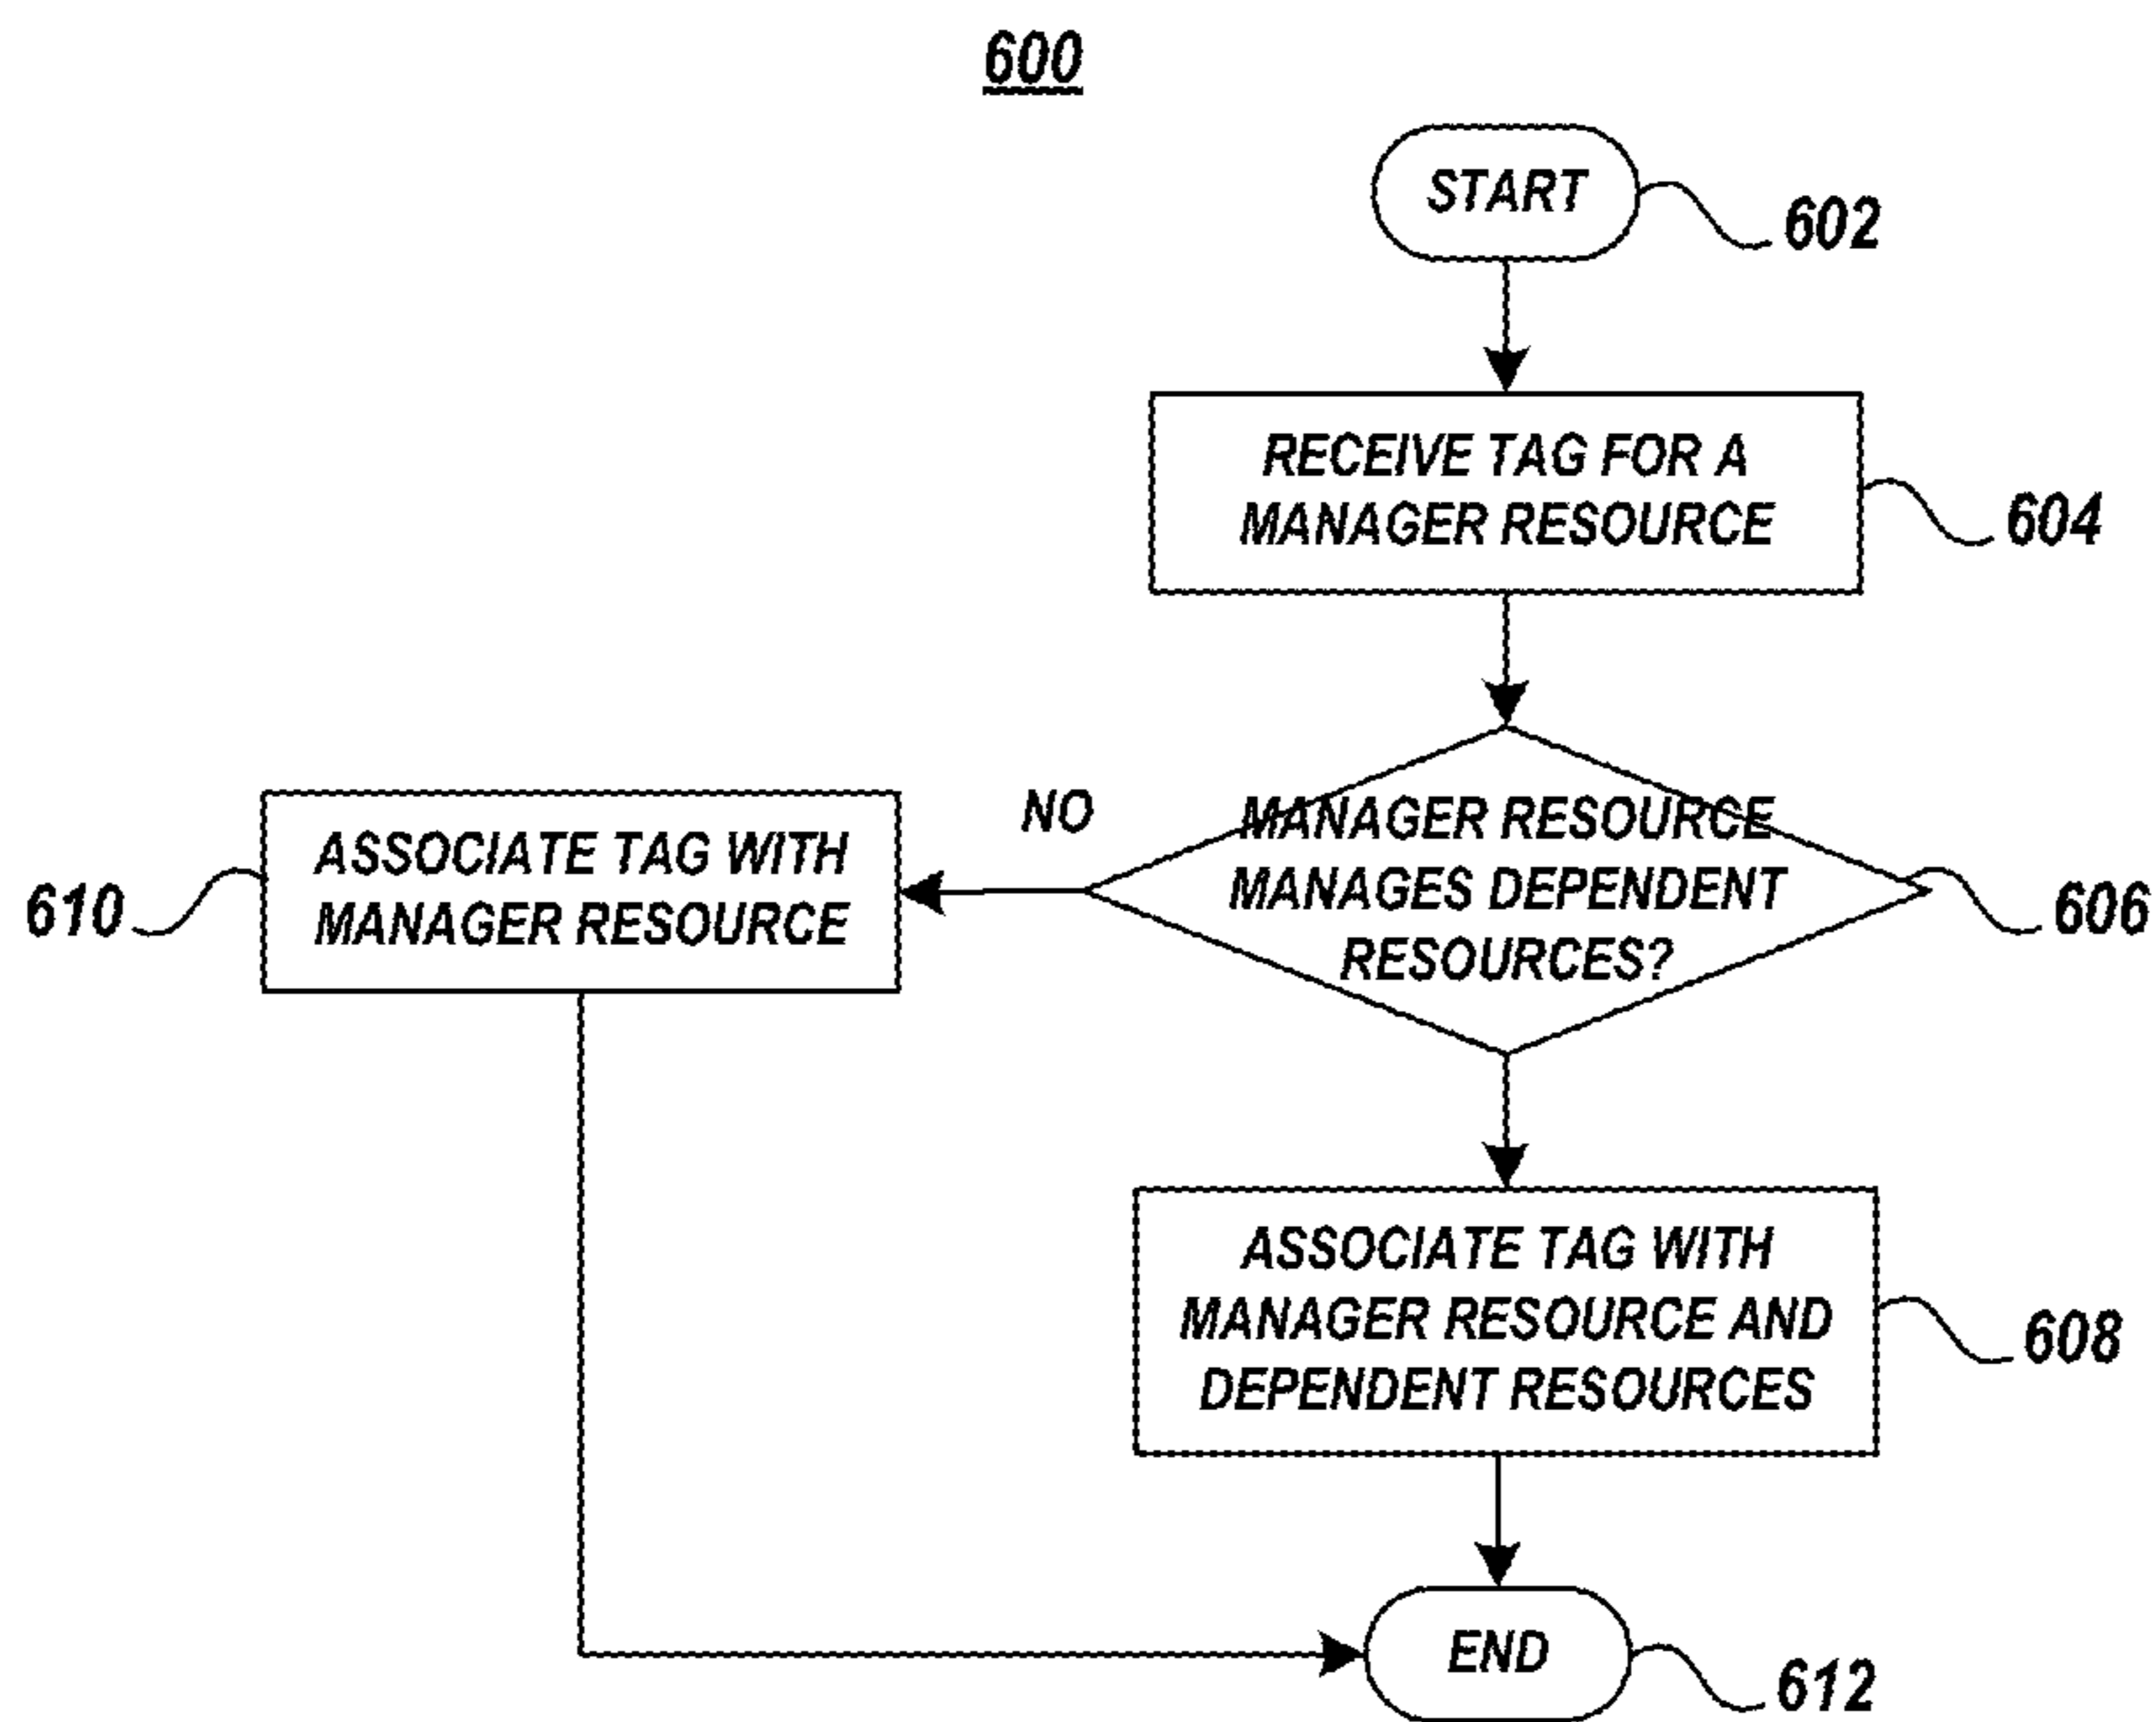 600
START
602
RECEIVE TAG FOR A
MANAGER RESOURCE
604
MANAGER RESOURCE
MANAGES DEPENDENT
RESOURCES?
606
NO
ASSOCIATE TAG WITH
MANAGER RESOURCE
610
ASSOCIATE TAG WITH
MANAGER RESOURCE AND
DEPENDENT RESOURCES
608
END
612